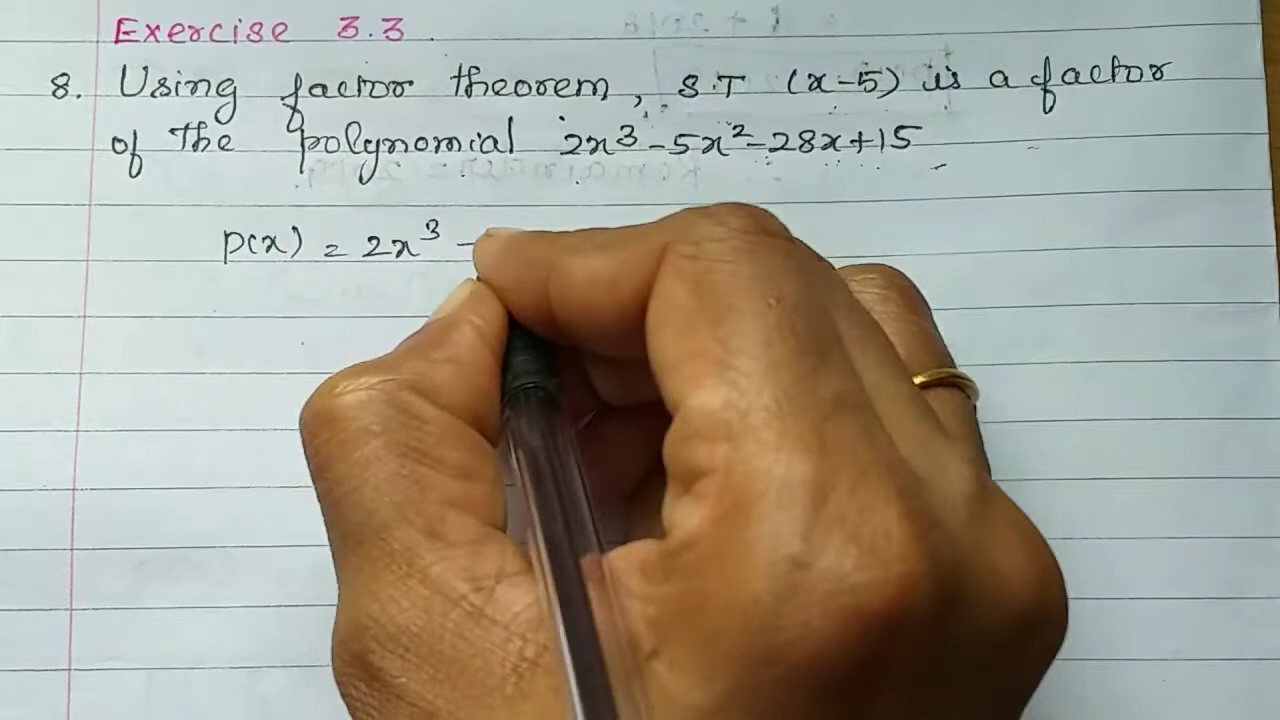 Exercise 3.3.
8. Using factor theorem, S.T (x-5) is a factor
of the polynomial 2x³-5x²-28x+15
p(x) = 2x³ -